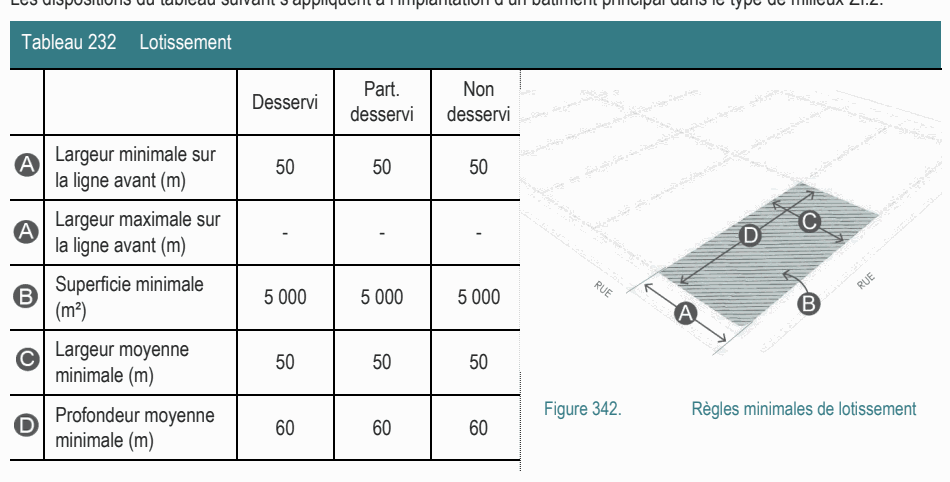 Les dispositions du tableau suivant s'appliquent à l'implantation d'un bâtiment principal dans le type de milieux ZI.2.
Tableau 232 Lotissement
Desservi
Part. desservi
Non desservi
A Largeur minimale sur la ligne avant (m) 50 50 50
A Largeur maximale sur la ligne avant (m) - - -
B Superficie minimale (m²) 5 000 5 000 5 000
C Largeur moyenne minimale (m) 50 50 50
D Profondeur moyenne minimale (m) 60 60 60
C
D
RUE
RUE
B
A
Figure 342. Règles minimales de lotissement